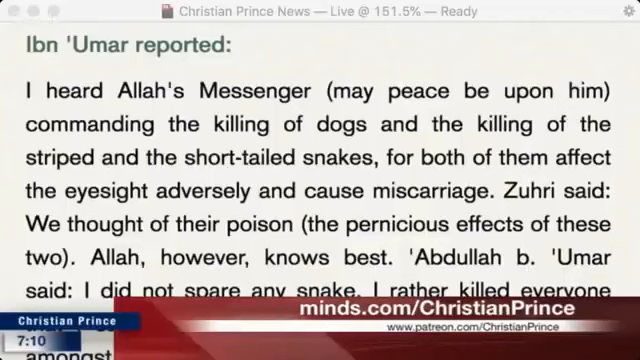 Christian Prince News — Live @ 151.5% — Ready
Ibn 'Umar reported:
I heard Allah's Messenger (may peace be upon him)
commanding the killing of dogs and the killing of the
striped and the short-tailed snakes, for both of them affect
the eyesight adversely and cause miscarriage. Zuhri said:
We thought of their poison (the pernicious effects of these
two). Allah, however, knows best. 'Abdullah b. 'Umar
said: I did not spare any snake. I rather killed everyone
minds.com/ChristianPrince
www.patreon.com/ChristianPrince
Christian Prince
7:10
amongst